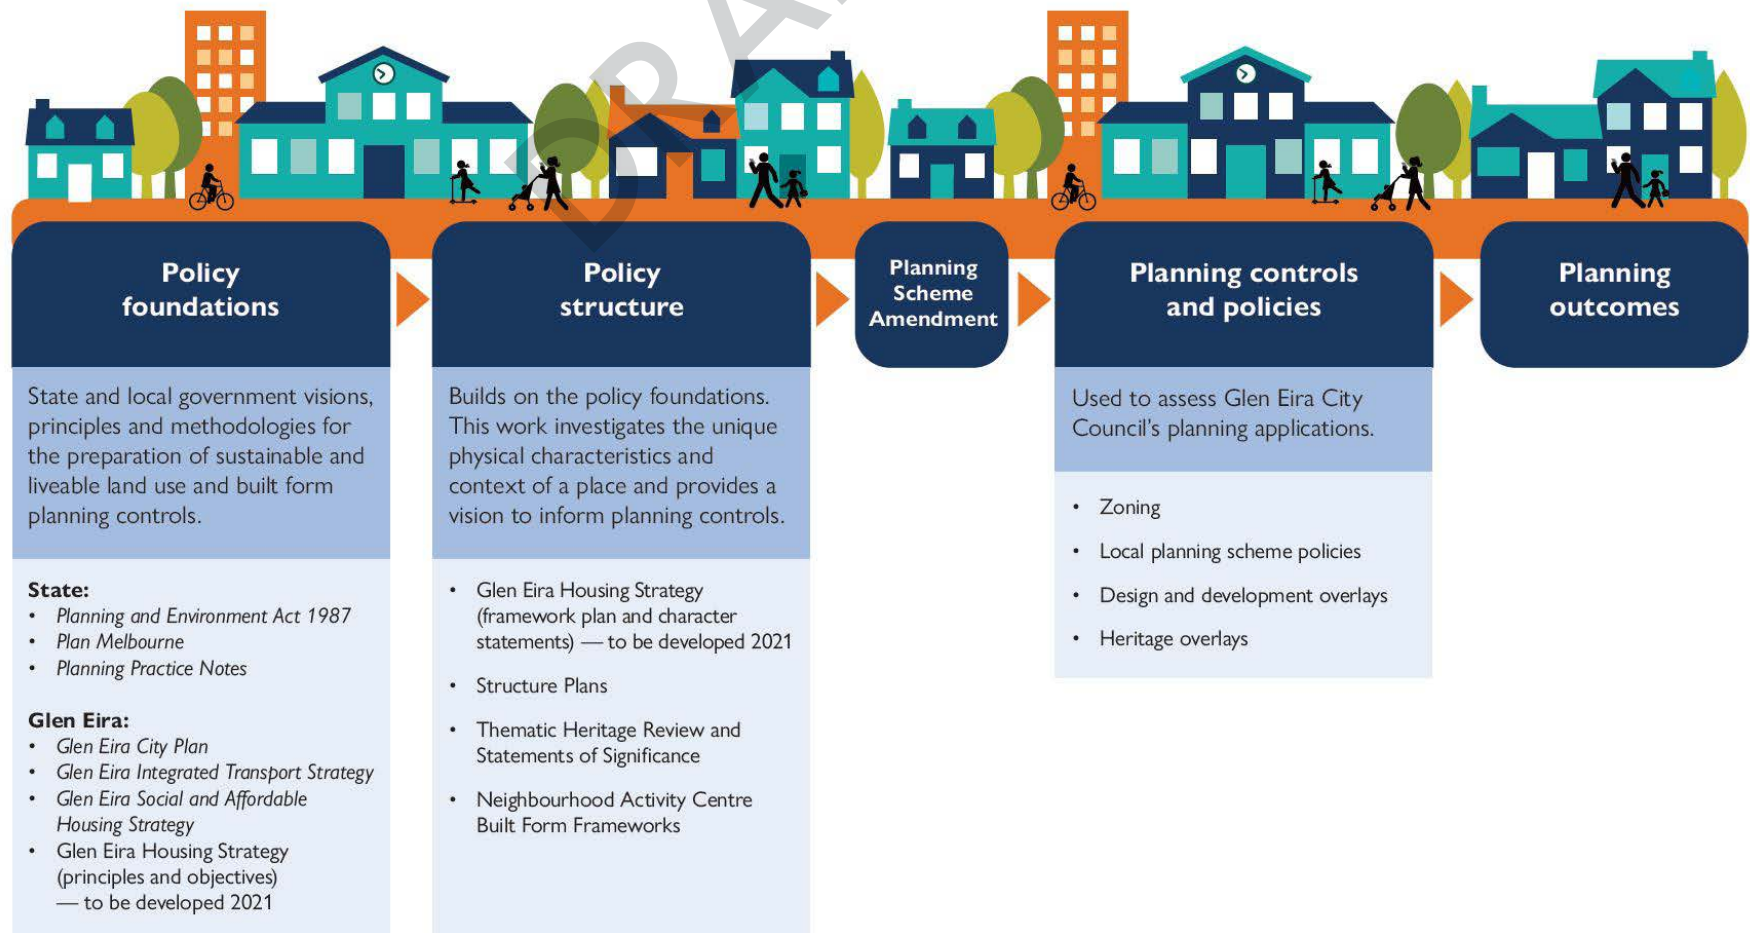 DRA
Policy
foundations
State and local government visions,
principles and methodologies for
the preparation of sustainable and
liveable land use and built form
planning controls.
State:
• Planning and Environment Act 1987
• Plan Melbourne
• Planning Practice Notes
Glen Eira:
• Glen Eira City Plan
• Glen Eira Integrated Transport Strategy
• Glen Eira Social and Affordable
Housing Strategy
• Glen Eira Housing Strategy
(principles and objectives)
— to be developed 2021
Policy
structure
Builds on the policy foundations.
This work investigates the unique
physical characteristics and
context of a place and provides a
vision to inform planning controls.
• Glen Eira Housing Strategy
(framework plan and character
statements) — to be developed 2021
• Structure Plans
• Thematic Heritage Review and
Statements of Significance
• Neighbourhood Activity Centre
Built Form Frameworks
Planning
Scheme
Amendment
Planning controls
and policies
Used to assess Glen Eira City
Council's planning applications.
• Zoning
• Local planning scheme policies
• Design and development overlays
• Heritage overlays
Planning
outcomes